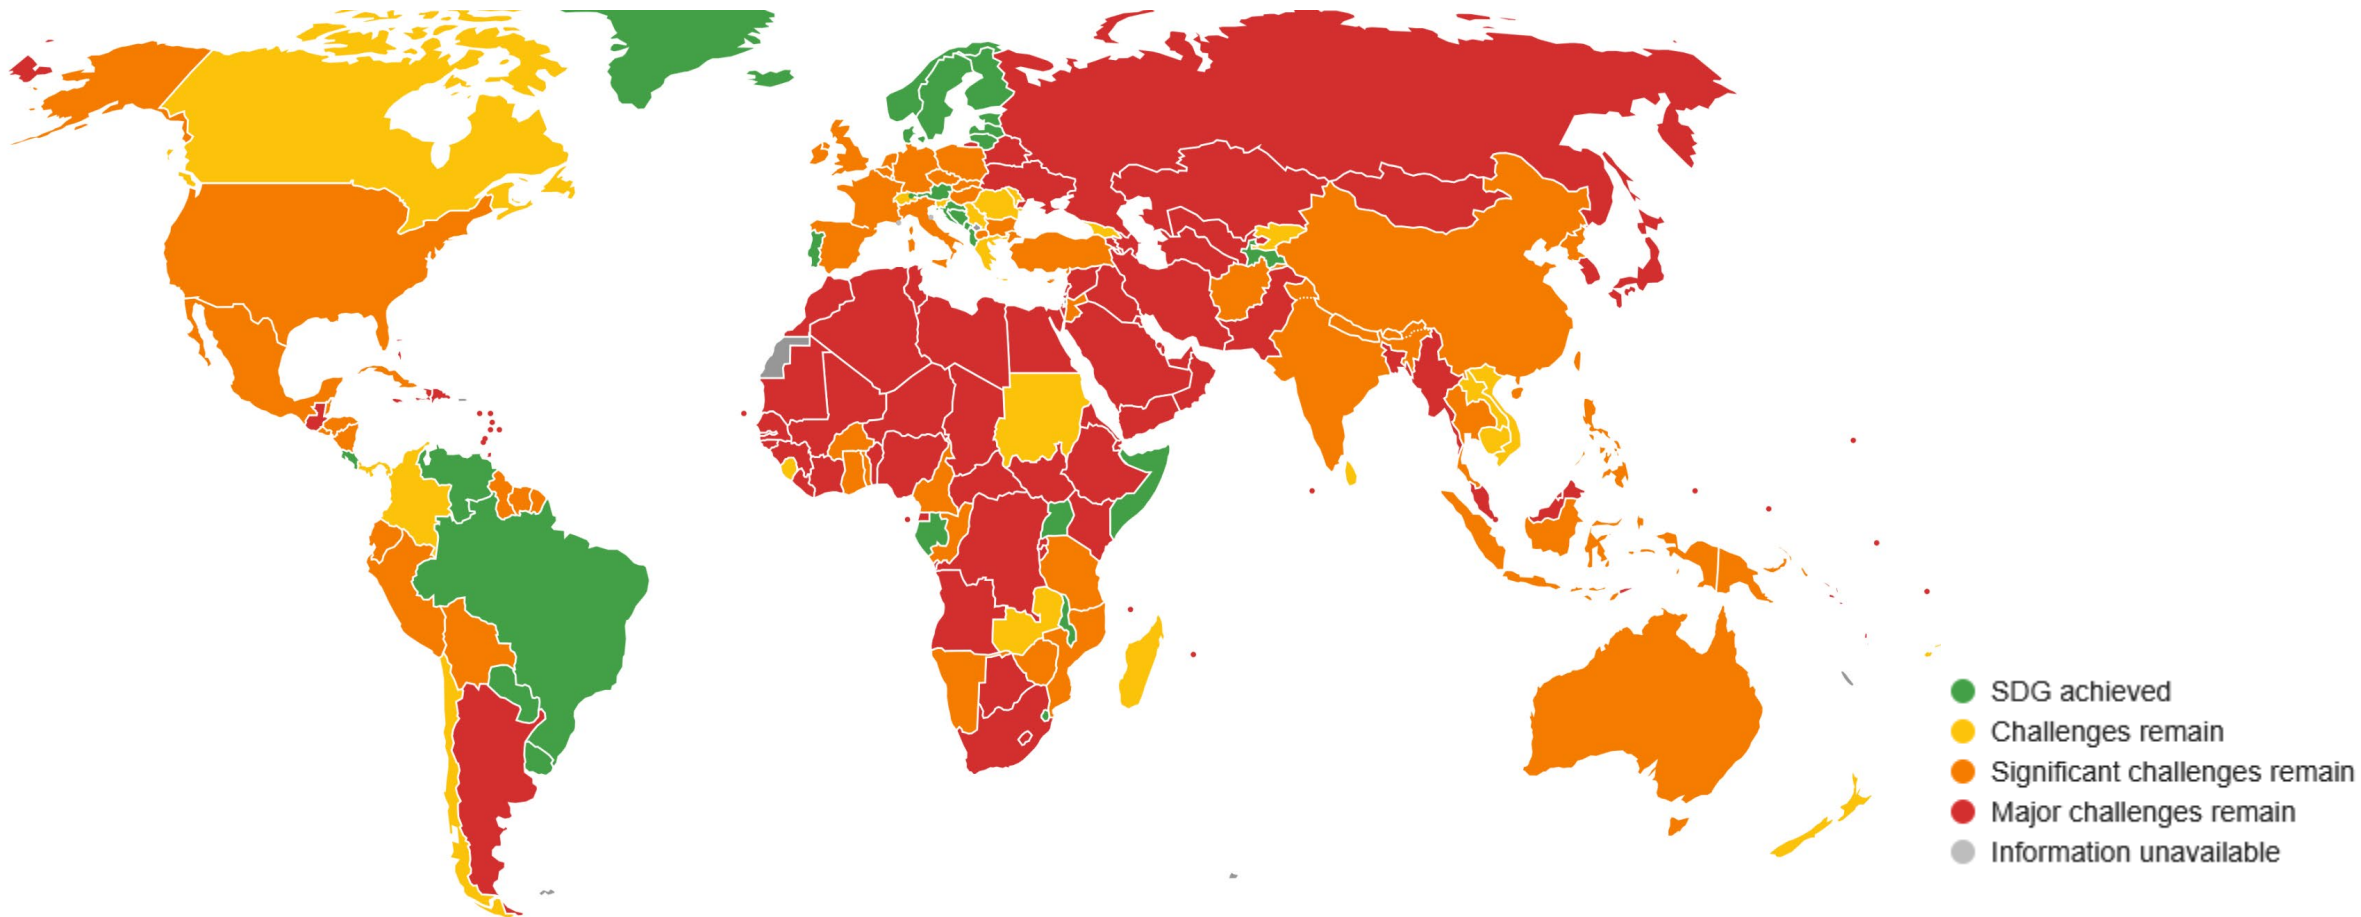 SDG achieved
Challenges remain
Significant challenges remain
Major challenges remain
Information unavailable